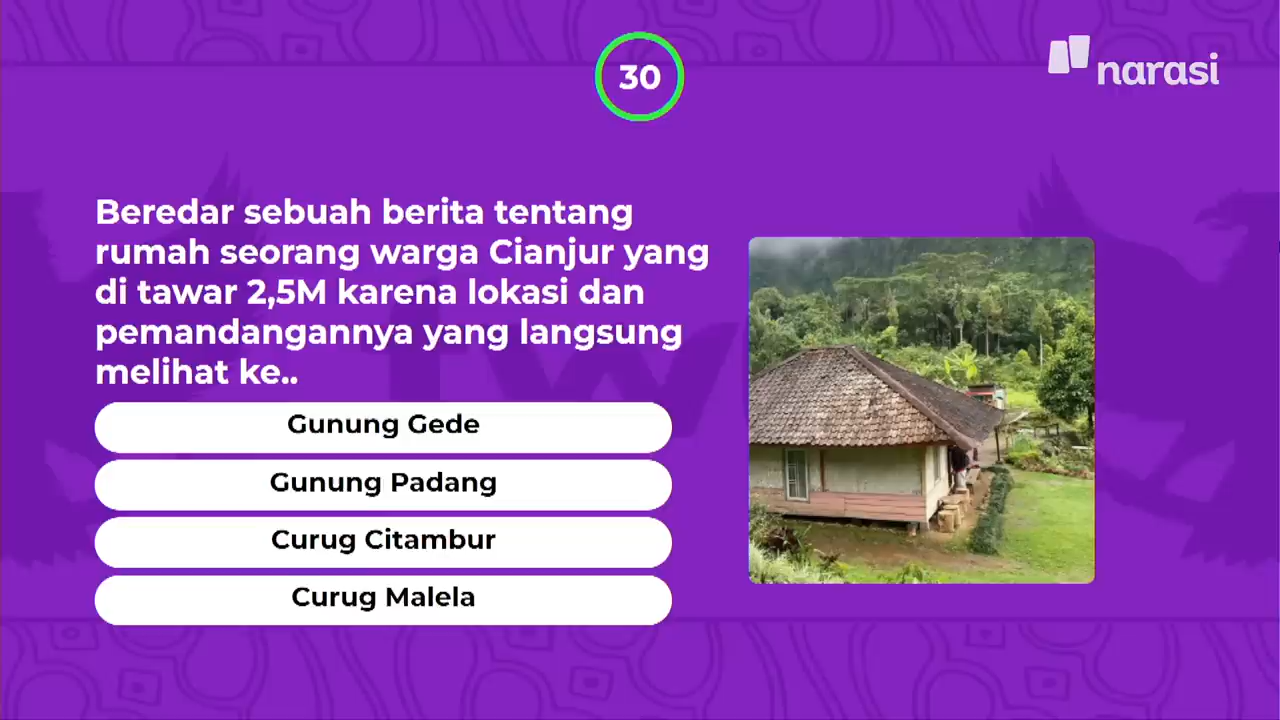 30
narasi
Beredar sebuah berita tentang
rumah seorang warga Cianjur yang
di tawar 2,5M karena lokasi dan
pemandangannya yang langsung
melihat ke..
Gunung Gede
Gunung Padang
Curug Citambur
Curug Malela